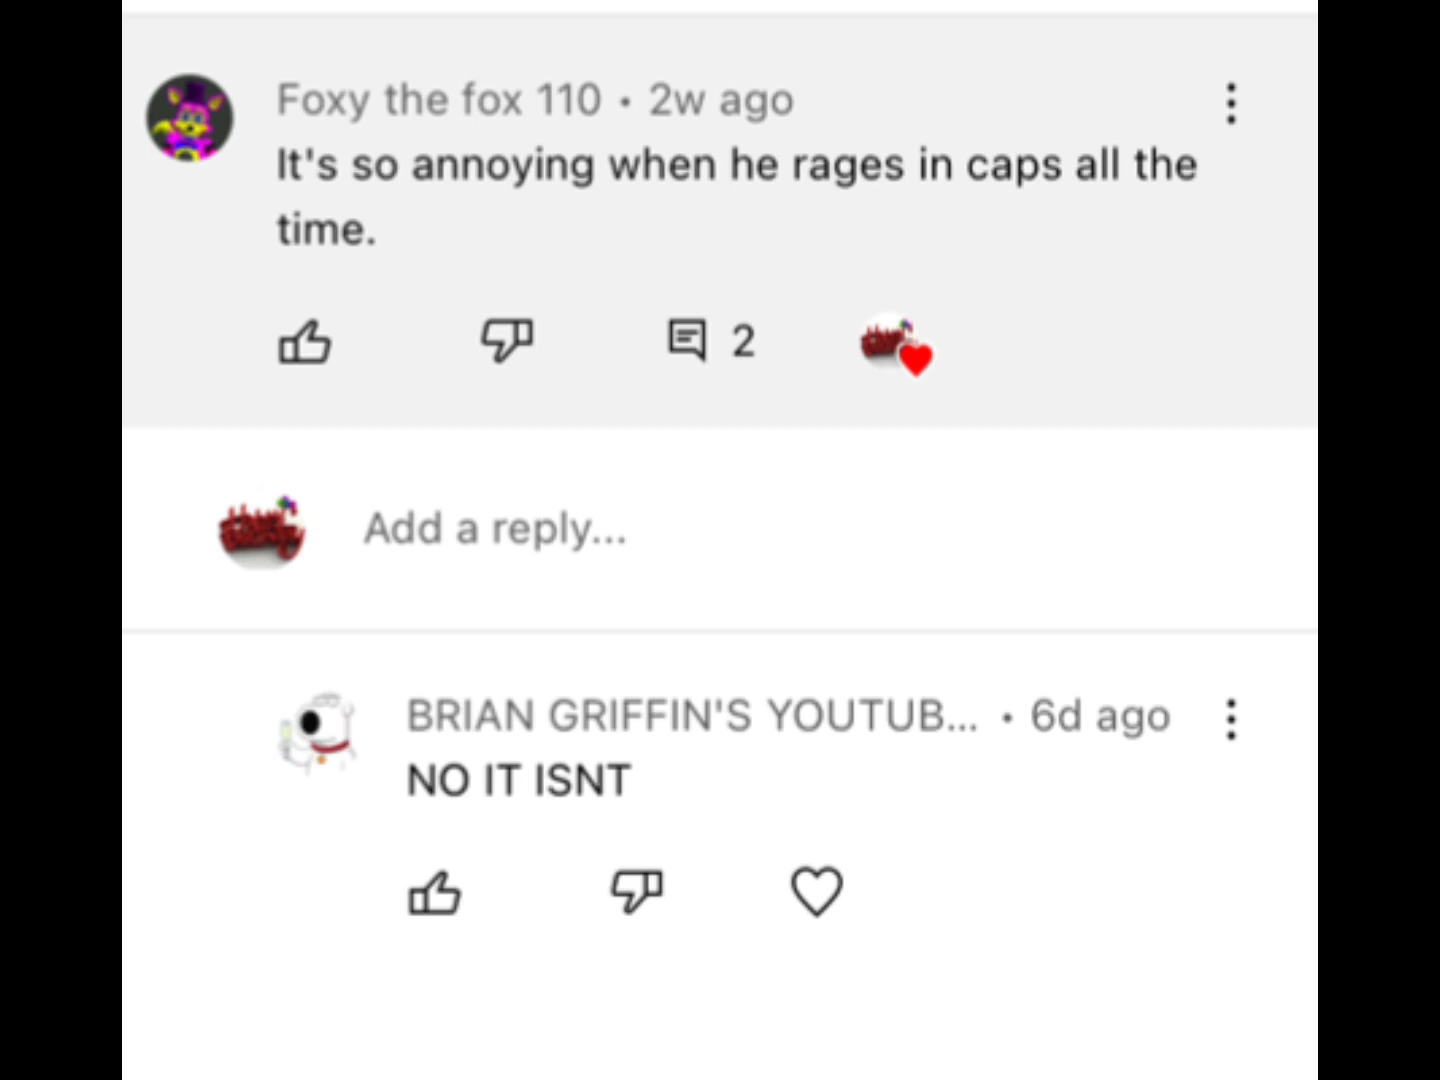 Foxy the fox 110 • 2w ago
It's so annoying when he rages in caps all the
time.
2
Add a reply...
BRIAN GRIFFIN'S YOUTUB... • 6d ago
NO IT ISNT